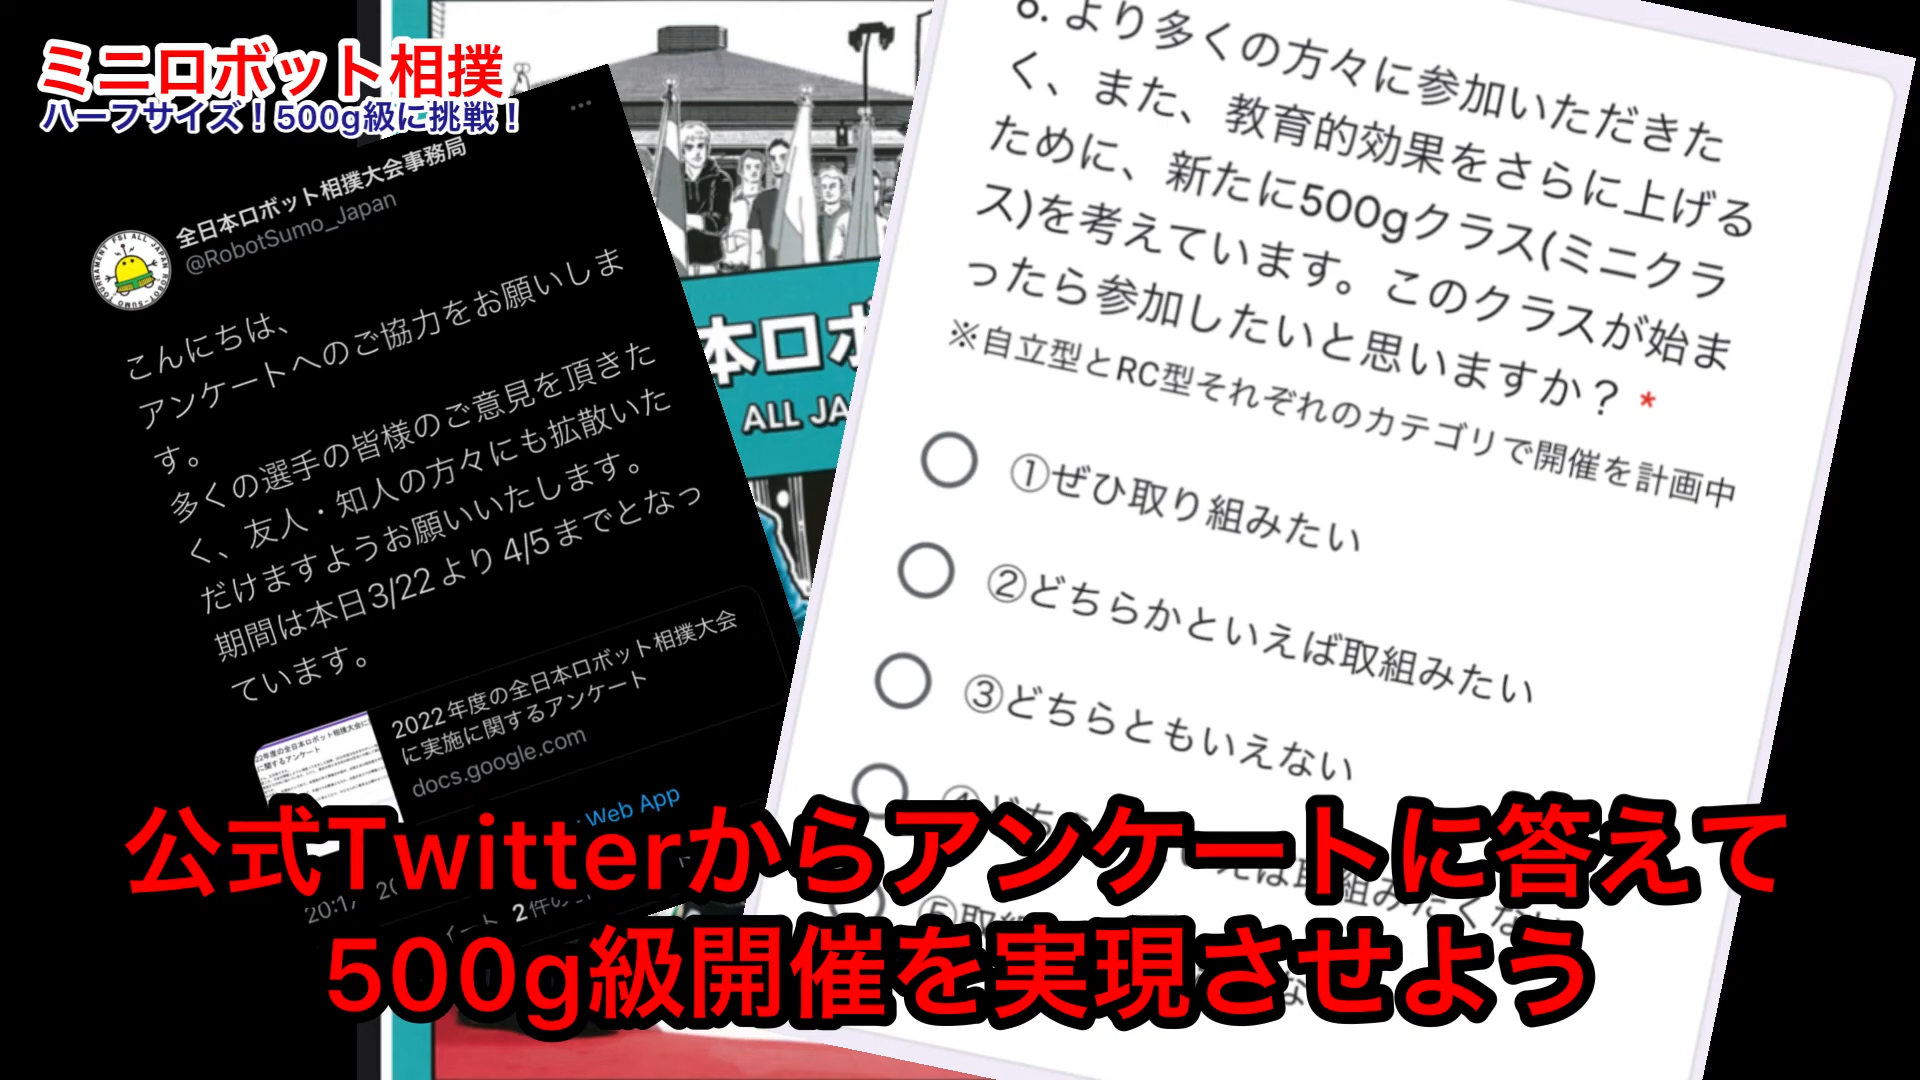 ミニロボット相撲
ハーフサイズ！500g級に挑戦！
全日本ロボット相撲大会事務局
@RobotSumo_Japan
こんにちは、
アンケートへのご協力をお願いしま
す。
多くの選手の皆様のご意見を頂きた
く、友人・知人の方々にも拡散いた
だけますようお願いいたします。
期間は本日3/22より 4/5までとなっ
ています。
2022年度の全日本ロボット相撲大会
に実施に関するアンケート
docs.google.com
Web App
20:17
2件の
本ロボ
ALL JA
6. より多くの方々に参加いただきた
く、また、教育的効果をさらに上げる
ために、新たに500gクラス(ミニクラ
ス)を考えています。このクラスが始ま
ったら参加したいと思いますか？ *
※自立型とRC型それぞれのカテゴリで開催を計画中
①ぜひ取り組みたい
②どちらかといえば取組みたい
③どちらともいえない
公式Twitterからアンケートに答えて
500g級開催を実現させよう